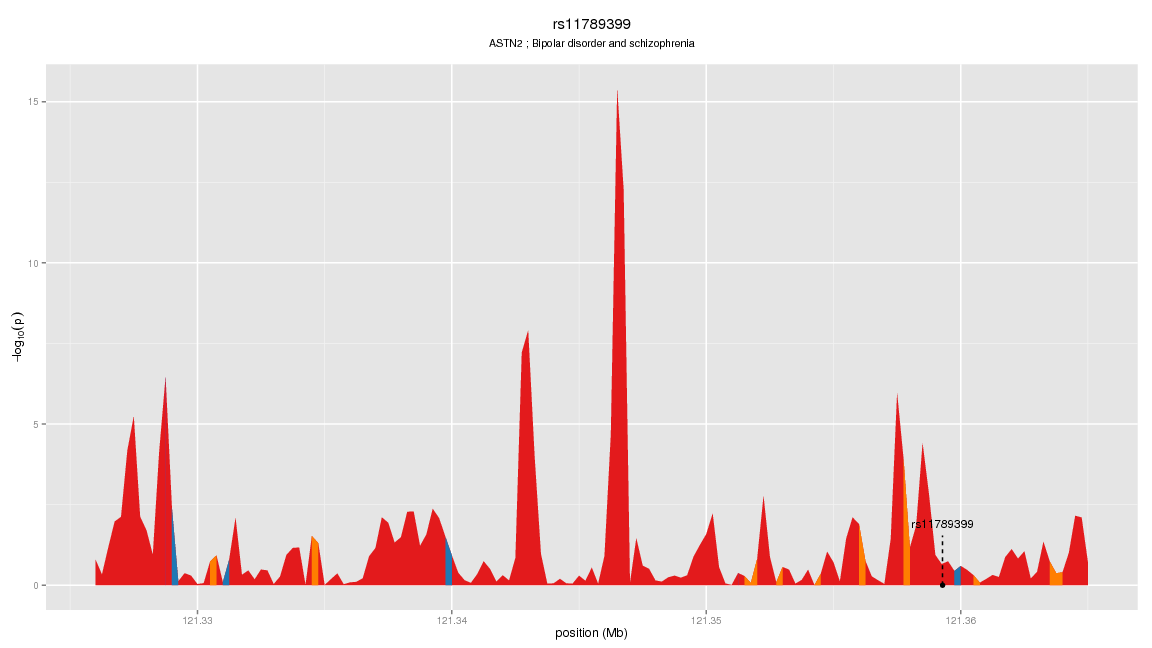 rs11789399
ASTN2 ; Bipolar disorder and schizophrenia
−log10(p)
15
10
5
0
rs11789399
121.33
121.34
121.35
121.36
position (Mb)